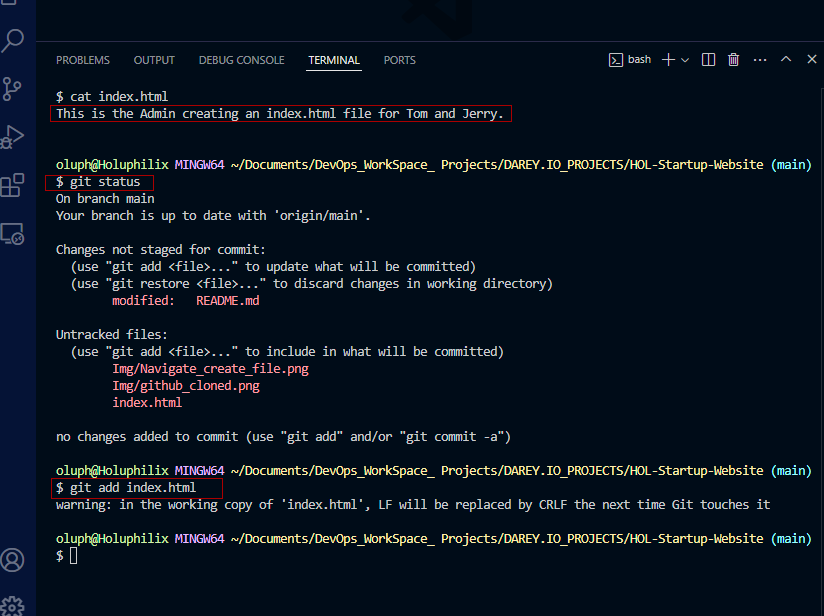 PROBLEMS OUTPUT DEBUG CONSOLE TERMINAL PORTS bash
$ cat index.html
This is the Admin creating an index.html file for Tom and Jerry.
oluph@Holuphilix MINGW64 ~/Documents/DevOps_WorkSpace_ Projects/DAREY.IO_PROJECTS/HOL-Startup-Website (main)
$ git status
On branch main
Your branch is up to date with 'origin/main'.
Changes not staged for commit:
(use "git add <file>..." to update what will be committed)
(use "git restore <file>..." to discard changes in working directory)
modified: README.md
Untracked files:
(use "git add <file>..." to include in what will be committed)
Img/Navigate_create_file.png
Img/github_cloned.png
index.html
no changes added to commit (use "git add" and/or "git commit -a")
oluph@Holuphilix MINGW64 ~/Documents/DevOps_WorkSpace_ Projects/DAREY.IO_PROJECTS/HOL-Startup-Website (main)
$ git add index.html
warning: in the working copy of 'index.html', LF will be replaced by CRLF the next time Git touches it
oluph@Holuphilix MINGW64 ~/Documents/DevOps_WorkSpace_ Projects/DAREY.IO_PROJECTS/HOL-Startup-Website (main)
$